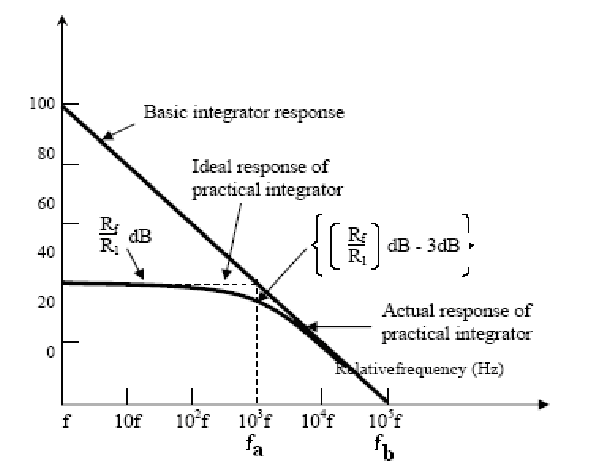 100
Basic integrator response
80
Ideal response of
practical integrator
60
Rf
R1 dB
{ ( Rf
R1 ) dB - 3dB }
40
20
Actual response of
practical integrator
0
Relativefrequency (Hz)
f 10f 10²f 10³f 10⁴f 10⁵f
fa fb